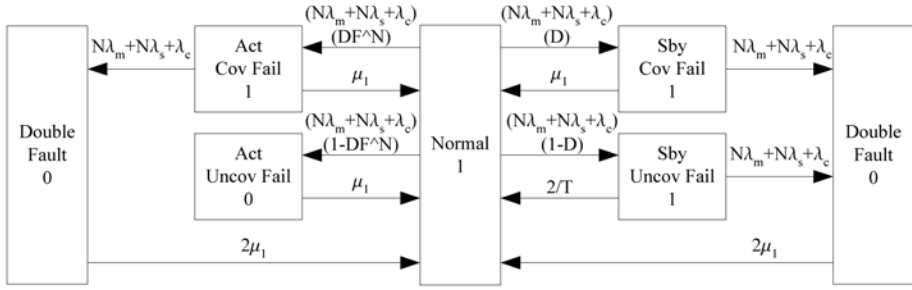 (Nλm+Nλs+λc)
(DF^N)
(Nλm+Nλs+λc)
(D)
Nλm+Nλs+λc
Act
Cov Fail
1
μ1
μ1
Sby
Cov Fail
1
Nλm+Nλs+λc
Double
Fault
0
(Nλm+Nλs+λc)
(1-DF^N)
Act
Uncov Fail
0
μ1
Normal
1
(Nλm+Nλs+λc)
(1-D)
2/T
Sby
Uncov Fail
1
Nλm+Nλs+λc
Double
Fault
0
2μ1
2μ1